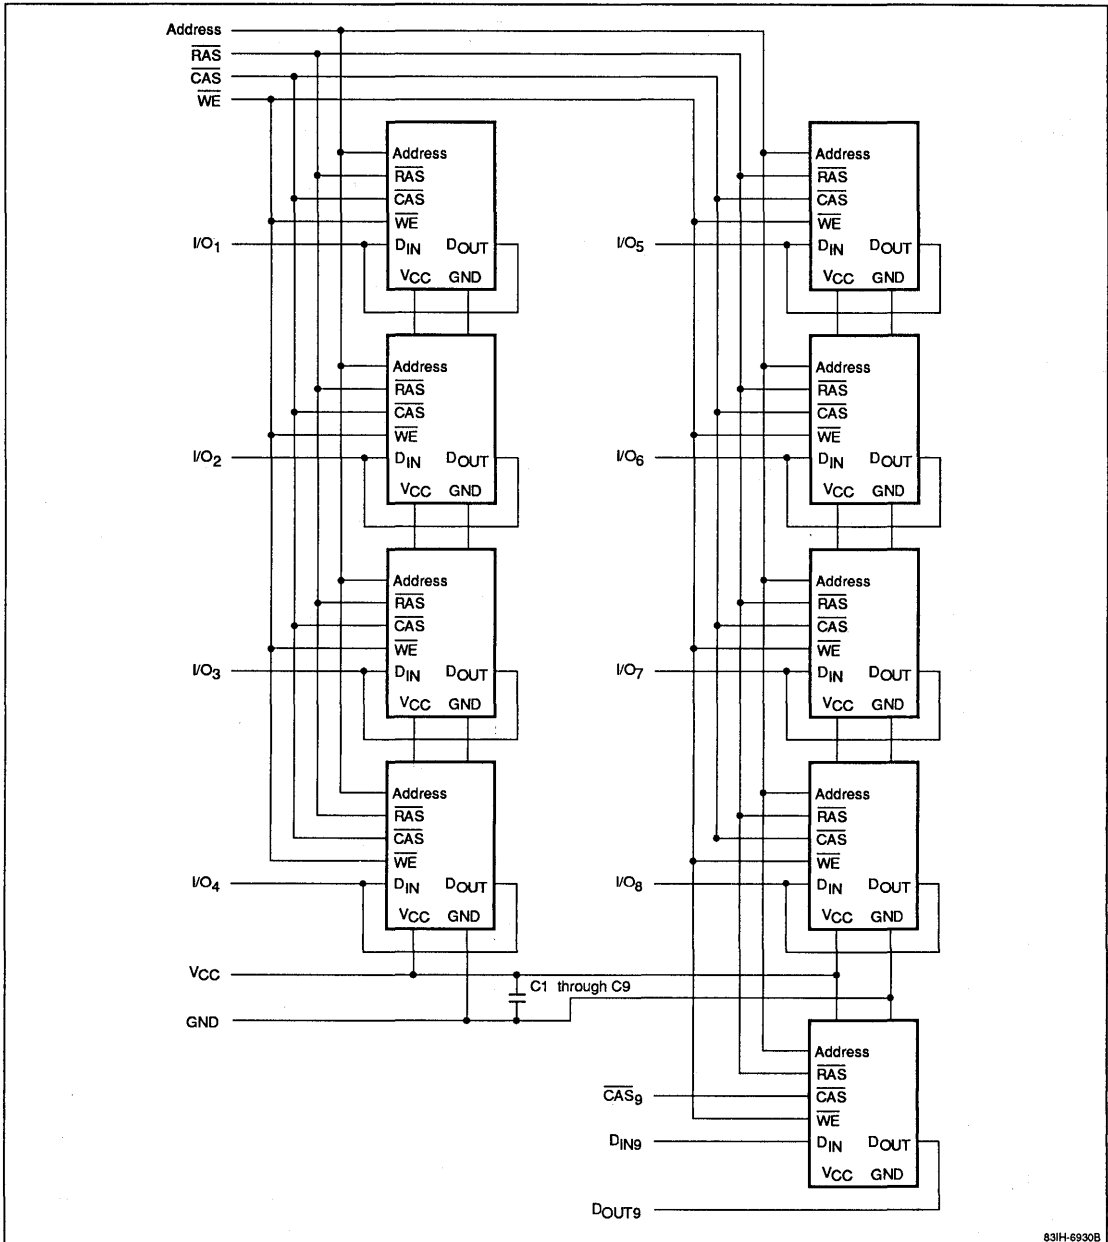 Address
RAS
CAS
WE
Address
RAS
CAS
WE
I/O1 DIN DOUT
VCC GND
Address
RAS
CAS
WE
I/O5 DIN DOUT
VCC GND
Address
RAS
CAS
WE
I/O2 DIN DOUT
VCC GND
Address
RAS
CAS
WE
I/O6 DIN DOUT
VCC GND
Address
RAS
CAS
WE
I/O3 DIN DOUT
VCC GND
Address
RAS
CAS
WE
I/O7 DIN DOUT
VCC GND
Address
RAS
CAS
WE
I/O4 DIN DOUT
VCC GND
Address
RAS
CAS
WE
I/O8 DIN DOUT
VCC GND
VCC
C1 through C9
GND
Address
RAS
CAS9 CAS
WE
DIN9 DIN DOUT
VCC GND
DOUT9
83IH-6930B